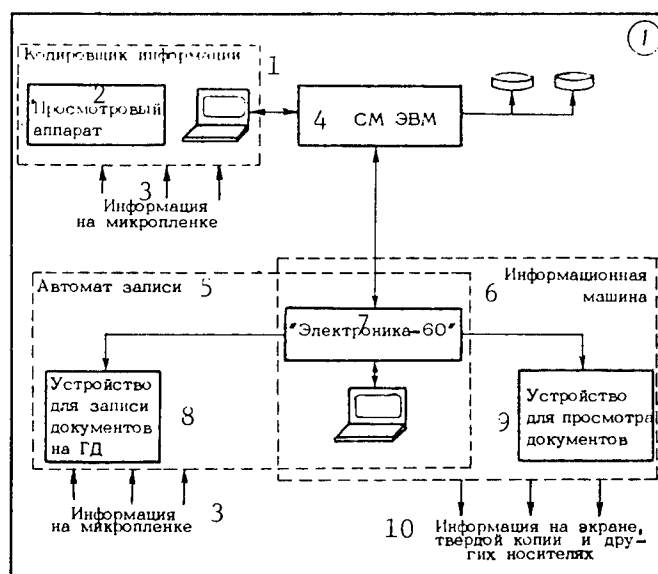 1
Кодировщик информации
1
2
"Просмотровый
аппарат
4 СМ ЭВМ
3
Информация
на микропленке
Автомат записи 5
6 Информационная
машина
7
"Электроника-60"
Устройство
для записи
документов
на ГД
8
9
Устройство
для просмотра
документов
Информация
на микропленке
3
10
Информация на экране,
твердой копии и дру-
гих носителях